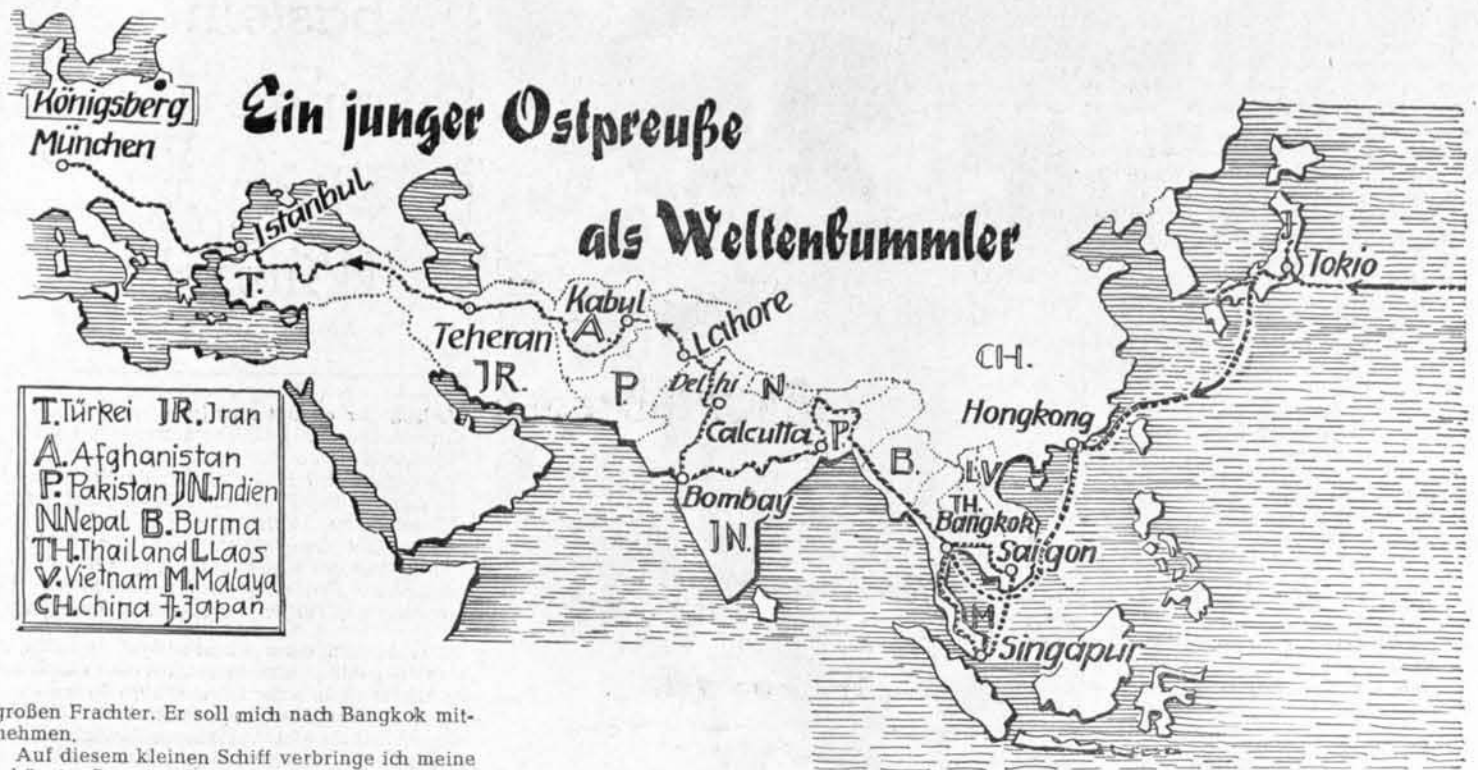 Ein junger Ostpreuße
als Weltenbummler
Königsberg
München
Istanbul
T.
Teheran
JR.
Kabul
A
Lahore
P
Delhi
N
Calcutta
P
Bombay
JN.
B.
CH.
Hongkong
L
V
TH.
Bangkok
Saigon
M
Singapur
J
Tokio
T. Türkei JR. Jran
A. Afghanistan
P. Pakistan JN. Jndien
N. Nepal B. Burma
TH. Thailand L Laos
V. Vietnam M. Malaya
CH. China J. Japan
großen Frachter. Er soll mich nach Bangkok mit-
nehmen.
Auf diesem kleinen Schiff verbringe ich meine